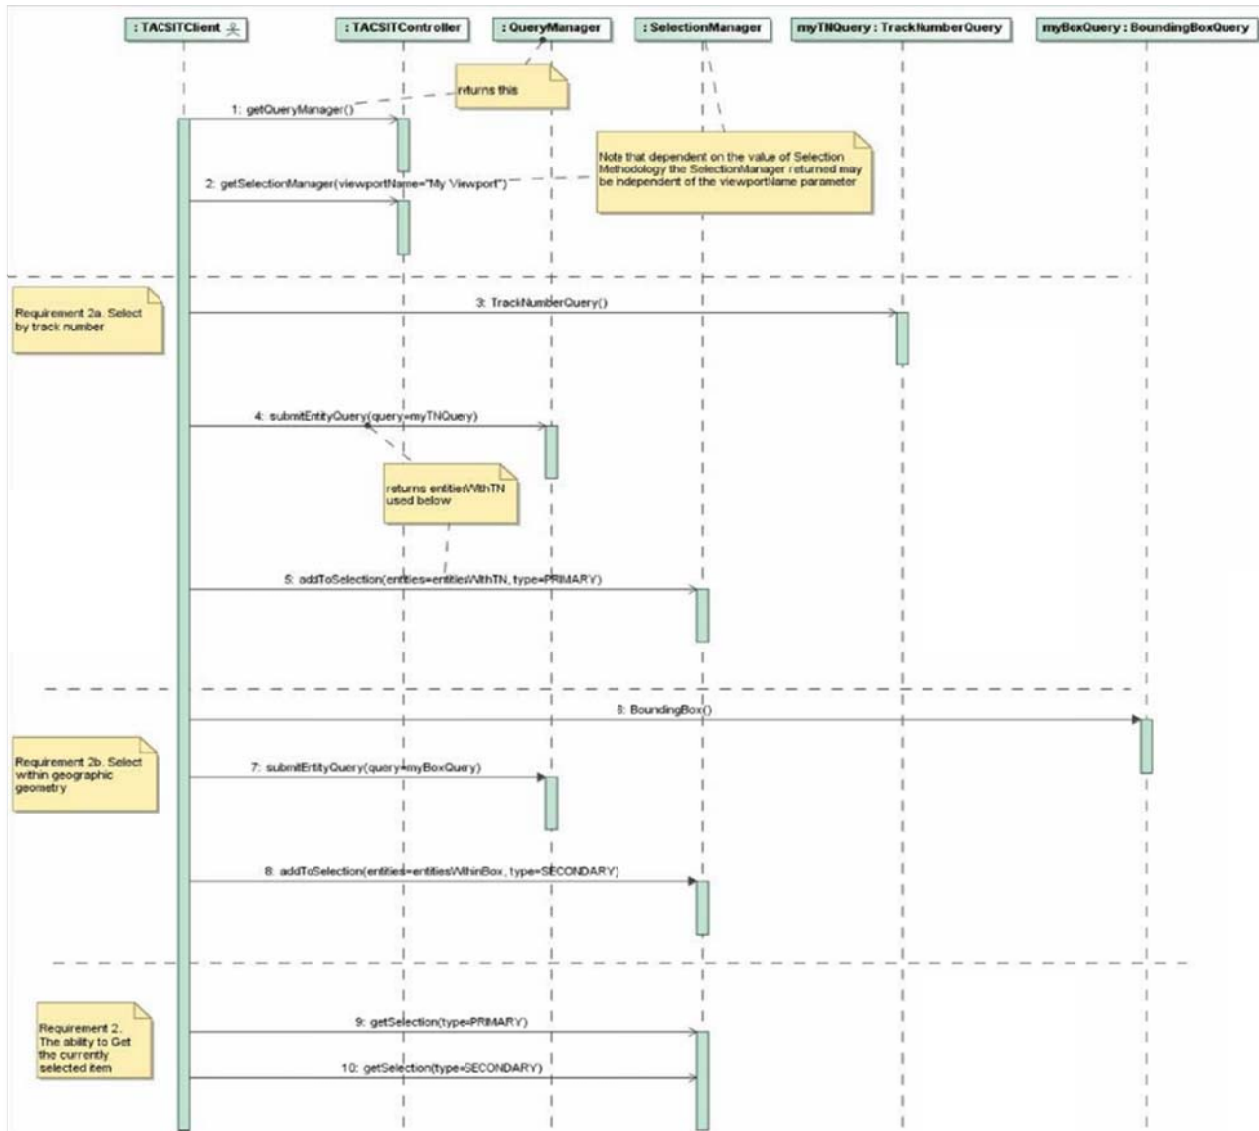 : TACSITClient
: TACSITController
: QueryManager
: SelectionManager
myTNQuery : TrackNumberQuery
myBoxQuery : BoundingBoxQuery
returns this
1: getQueryManager()
Note that dependent on the value of Selection
Methodology the SelectionManager returned may
be independent of the viewportName parameter
2: getSelectionManager(viewportName="My Viewport")
Requirement 2a. Select
by track number
3: TrackNumberQuery()
4: submitEntityQuery(query=myTNQuery)
returns entitiesWithTN
used below
5: addToSelection(entities=entitiesWithTN, type=PRIMARY)
6: BoundingBox()
Requirement 2b. Select
within geographic
geometry
7: submitEntityQuery(query=myBoxQuery)
8: addToSelection(entities=entitiesWithinBox, type=SECONDARY)
Requirement 2.
The ability to Get
the currently
selected item
9: getSelection(type=PRIMARY)
10: getSelection(type=SECONDARY)